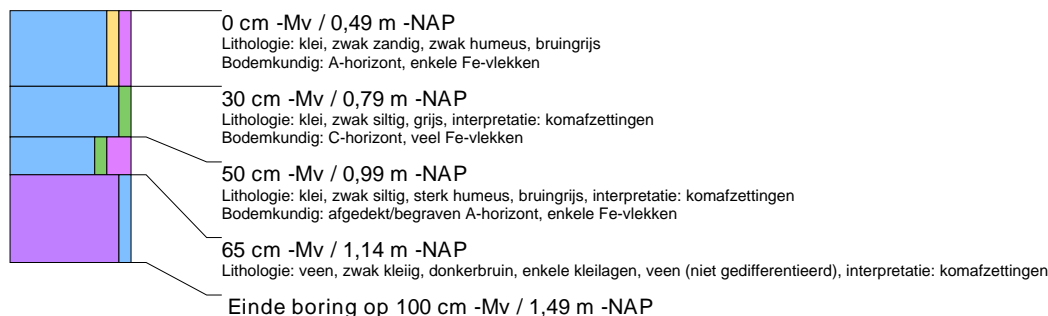 0 cm -Mv / 0,49 m -NAP
Lithologie: klei, zwak zandig, zwak humeus, bruingrijs
Bodemkundig: A-horizont, enkele Fe-vlekken
30 cm -Mv / 0,79 m -NAP
Lithologie: klei, zwak siltig, grijs, interpretatie: komafzettingen
Bodemkundig: C-horizont, veel Fe-vlekken
50 cm -Mv / 0,99 m -NAP
Lithologie: klei, zwak siltig, sterk humeus, bruingrijs, interpretatie: komafzettingen
Bodemkundig: afgedekt/begraven A-horizont, enkele Fe-vlekken
65 cm -Mv / 1,14 m -NAP
Lithologie: veen, zwak kleiig, donkerbruin, enkele kleilagen, veen (niet gedifferentieerd), interpretatie: komafzettingen
Einde boring op 100 cm -Mv / 1,49 m -NAP